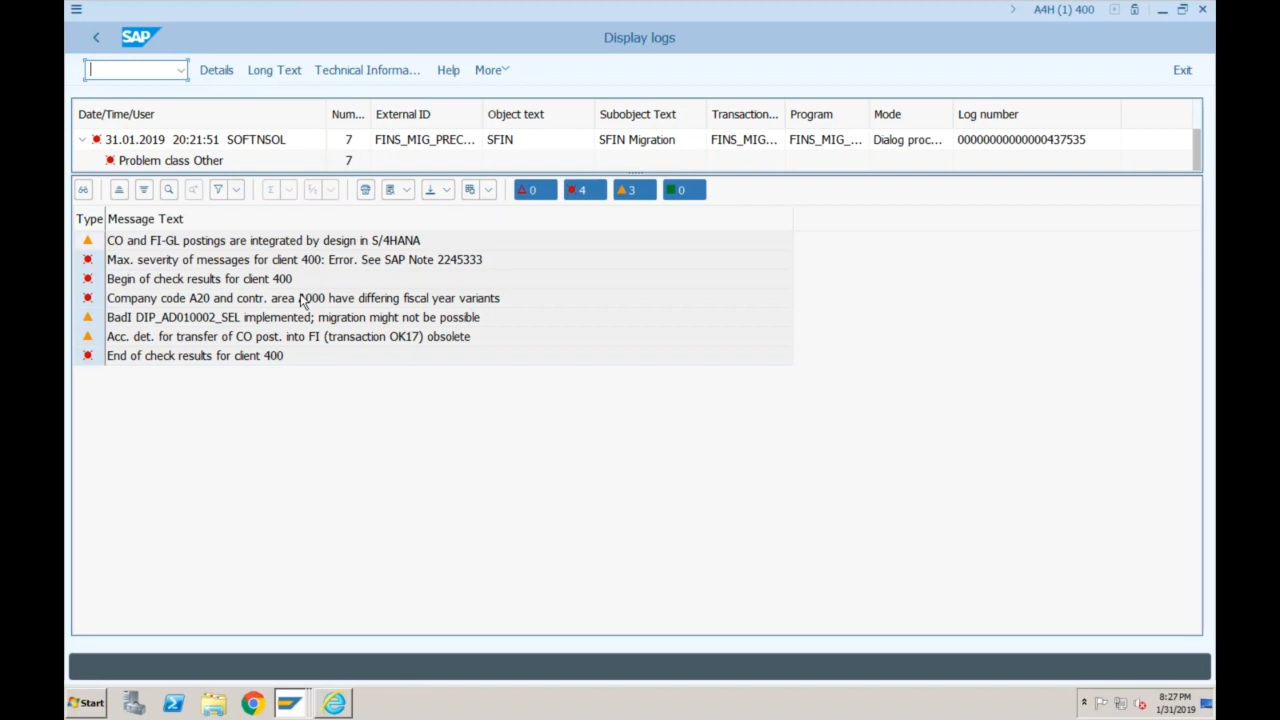 A4H (1) 400
SAP
Display logs
Details Long Text Technical Informa... Help More Exit
Date/Time/User Num... External ID Object text Subobject Text Transaction... Program Mode Log number
31.01.2019 20:21:51 SOFTNSOL 7 FINS_MIG_PREC... SFIN SFIN Migration FINS_MIG... FINS_MIG_... Dialog proc... 00000000000000437535
Problem class Other 7
0 4 3 0
Type Message Text
CO and FI-GL postings are integrated by design in S/4HANA
Max. severity of messages for client 400: Error. See SAP Note 2245333
Begin of check results for client 400
Company code A20 and contr. area have differing fiscal year variants
BadI DIP_AD010002_SEL implemented; migration might not be possible
Acc. det. for transfer of CO post. into FI (transaction OK17) obsolete
End of check results for client 400
Start
8:27 PM
1/31/2019